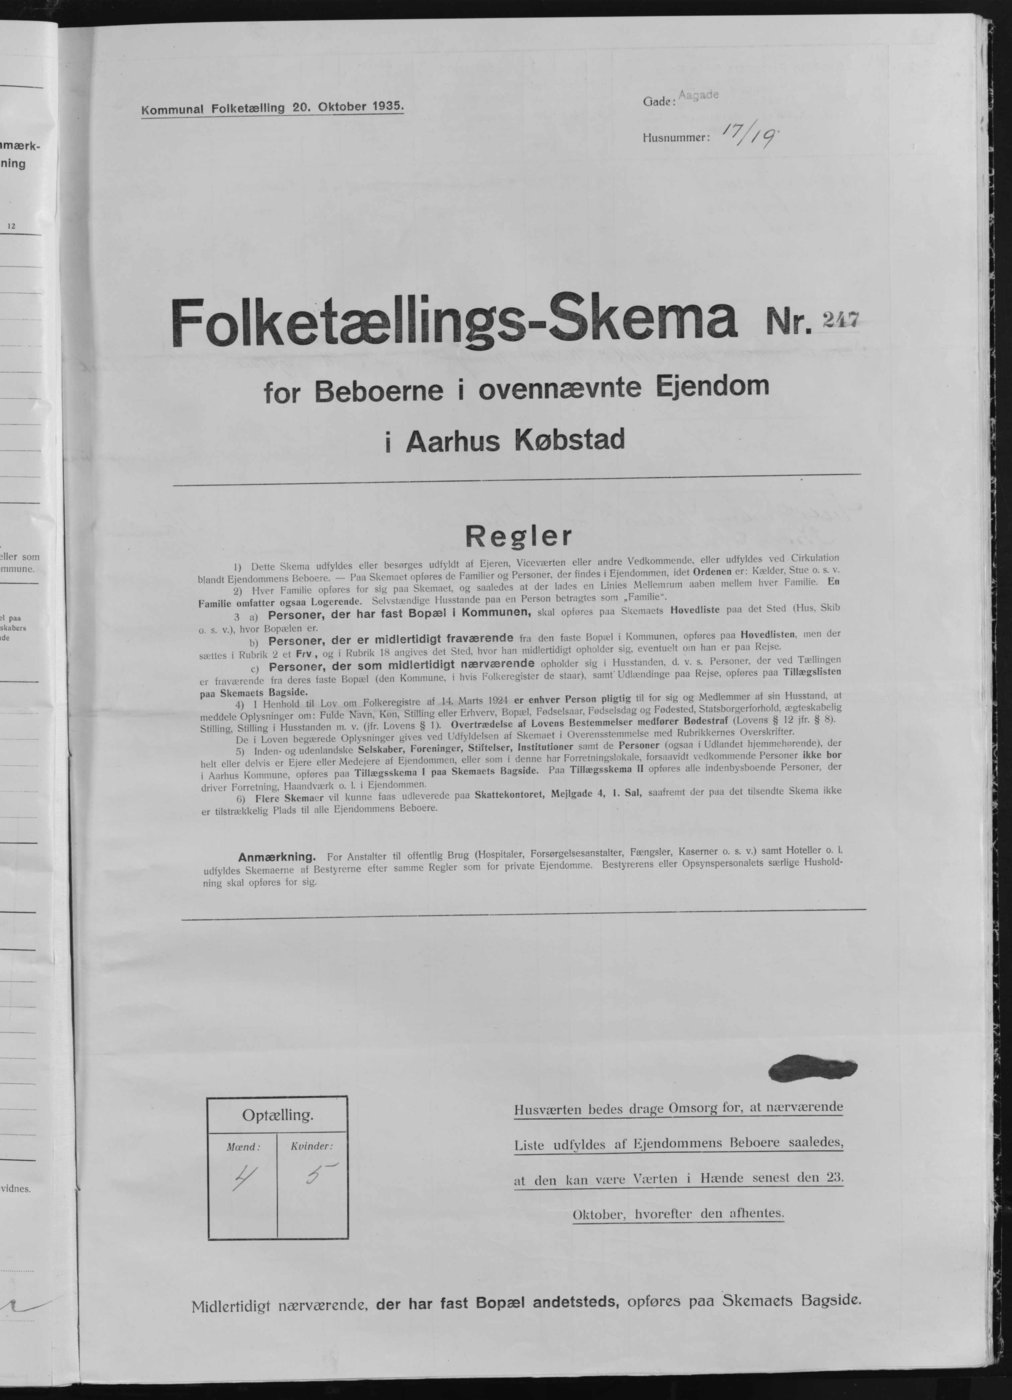 Kommunal Folketælling 20. Oktober 1935.
Gade: Aagade
Husnummer: 17/19
Folketællings-Skema Nr. 247
for Beboerne i ovennævnte Ejendom
i Aarhus Købstad
Regler
1) Dette Skema udfyldes eller besørges udfyldt af Ejeren, Viceværten eller andre Vedkommende, eller udfyldes ved Cirkulation
blandt Ejendommens Beboere. — Paa Skemaet opføres de Familier og Personer, der findes i Ejendommen, idet Ordenen er: Kælder, Stue o. s. v.
2) Hver Familie opføres for sig paa Skemaet, og saaledes at der lades en Linies Mellemrum aaben mellem hver Familie. En
Familie omfatter ogsaa Logerende. Selvstændige Husstande paa en Person betragtes som „Familie".
3 a) Personer, der har fast Bopæl i Kommunen, skal opføres paa Skemaets Hovedliste paa det Sted (Hus, Skib
o. s. v.), hvor Bopælen er.
b) Personer, der er midlertidigt fraværende fra den faste Bopæl i Kommunen, opføres paa Hovedlisten, men der
sættes i Rubrik 2 et Frv., og i Rubrik 18 angives det Sted, hvor han midlertidigt opholder sig, eventuelt om han er paa Rejse.
c) Personer, der som midlertidigt nærværende opholder sig i Husstanden, d. v. s. Personer, der ved Tællingen
er fraværende fra deres faste Bopæl (den Kommune, i hvis Folkeregister de staar), samt Udlændinge paa Rejse, opføres paa Tillægslisten
paa Skemaets Bagside.
4) I Henhold til Lov om Folkeregistre af 14. Marts 1924 er enhver Person pligtig til for sig og Medlemmer af sin Husstand, at
meddele Oplysninger om: Fulde Navn, Køn, Stilling eller Erhverv, Bopæl, Fødselsaar, Fødselsdag og Fødested, Statsborgerforhold, ægteskabelig
Stilling, Stilling i Husstanden m. v. (jfr. Lovens § 1). Overtrædelse af Lovens Bestemmelser medfører Bødestraf (Lovens § 12 jfr. § 8).
De i Loven begærede Oplysninger gives ved Udfyldelsen af Skemaet i Overensstemmelse med Rubrikkernes Overskrifter.
5) Inden- og udenlandske Selskaber, Foreninger, Stiftelser, Institutioner samt de Personer (ogsaa i Udlandet hjemmehørende), der
helt eller delvis er Ejere eller Medejere af Ejendommen, eller som i denne har Forretningslokale, forsaavidt vedkommende Personer ikke bor
i Aarhus Kommune, opføres paa Tillægsskema I paa Skemaets Bagside. Paa Tillægsskema II opføres alle indenbysboende Personer, der
driver Forretning, Haandværk o. l. i Ejendommen.
6) Flere Skemaer vil kunne faas udleverede paa Skattekontoret, Mejlgade 4, 1. Sal, saafremt der paa det tilsendte Skema ikke
er tilstrækkelig Plads til alle Ejendommens Beboere.
Anmærkning. For Anstalter til offentlig Brug (Hospitaler, Forsørgelsesanstalter, Fængsler, Kaserner o. s. v.) samt Hoteller o. l.
udfyldes Skemaerne af Bestyrerne efter samme Regler som for private Ejendomme. Bestyrerens eller Opsynspersonalets særlige Hushold-
ning skal opføres for sig.
Optælling.
Mænd: Kvinder:
4 5
Husværten bedes drage Omsorg for, at nærværende
Liste udfyldes af Ejendommens Beboere saaledes,
at den kan være Værten i Hænde senest den 23.
Oktober, hvorefter den afhentes.
Midlertidigt nærværende, der har fast Bopæl andetsteds, opføres paa Skemaets Bagside.